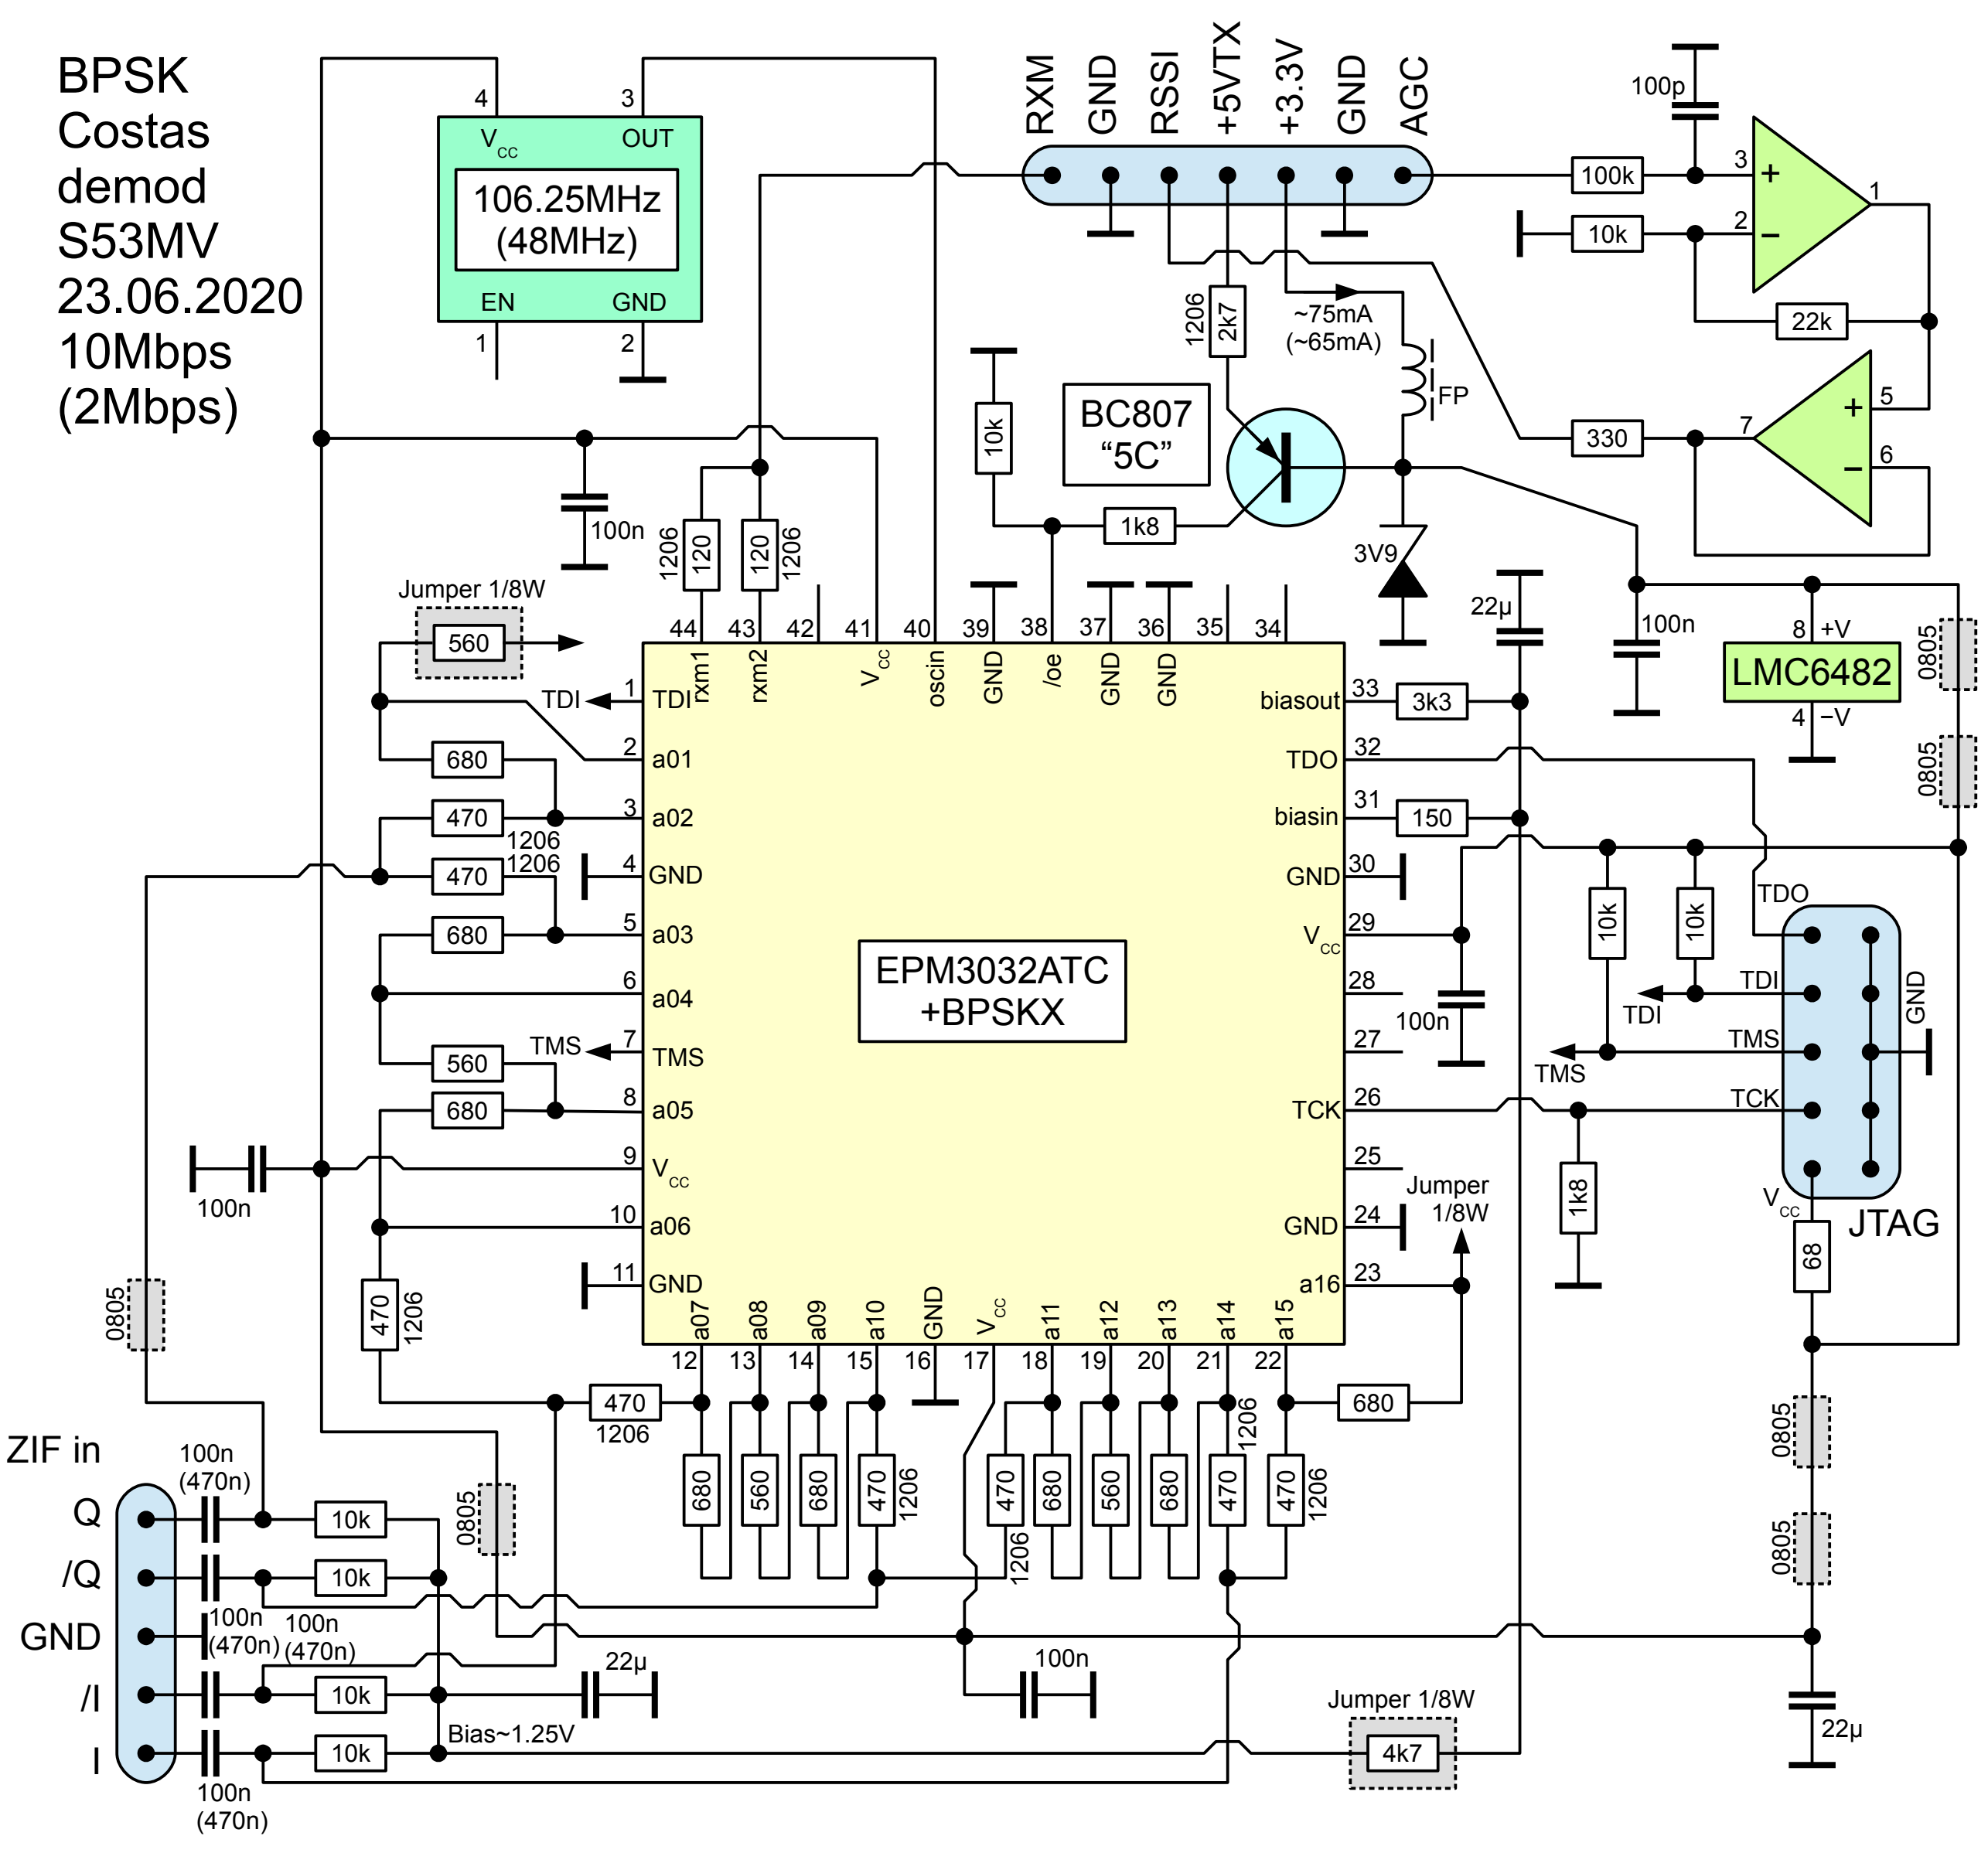 BPSK
Costas
demod
S53MV
23.06.2020
10Mbps
(2Mbps)
4
3
VCC
OUT
106.25MHz
(48MHz)
EN
GND
1
2
RXM
GND
RSSI
+5VTX
+3.3V
GND
AGC
100p
100k
3
+
1
10k
2
−
22k
1206
2k7
~75mA
(~65mA)
FP
10k
BC807
“5C”
1k8
3V9
330
7
+
5
−
6
100n
1206
120
120
1206
Jumper 1/8W
560
22µ
100n
8
+V
LMC6482
4
−V
0805
0805
44
43
42
41
40
39
38
37
36
35
34
rxm1
rxm2
VCC
oscin
GND
/oe
GND
GND
TDI
1
TDI
2
a01
680
3
a02
470
1206
1206
470
4
GND
680
5
a03
6
a04
TMS
7
TMS
560
680
8
a05
9
VCC
100n
10
a06
11
GND
470
1206
0805
EPM3032ATC
+BPSKX
biasout
33
3k3
TDO
32
biasin
31
150
GND
30
VCC
29
28
100n
27
TCK
26
25
Jumper
1/8W
GND
24
a16
23
10k
10k
TDO
TDI
TDI
TMS
TMS
TCK
GND
VCC
JTAG
1k8
68
a07
a08
a09
a10
GND
VCC
a11
a12
a13
a14
a15
12
13
14
15
16
17
18
19
20
21
22
470
1206
680
680
560
680
470
1206
470
1206
680
560
680
470
1206
470
1206
0805
0805
0805
ZIF in
100n
(470n)
Q
10k
/Q
10k
GND
100n
(470n)
100n
(470n)
/I
10k
22µ
100n
I
10k
Bias~1.25V
100n
(470n)
Jumper 1/8W
4k7
22µ